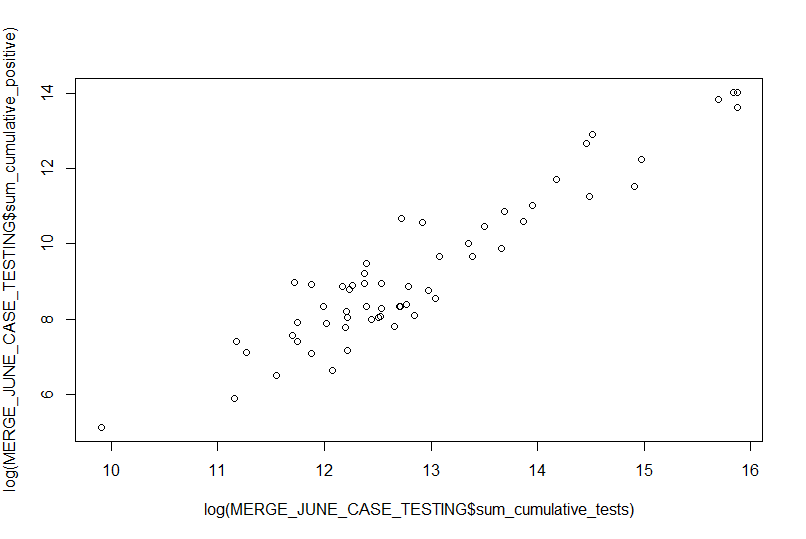 log(MERGE_JUNE_CASE_TESTING$sum_cumulative_positive)
14
12
10
8
6
10 11 12 13 14 15 16
log(MERGE_JUNE_CASE_TESTING$sum_cumulative_tests)